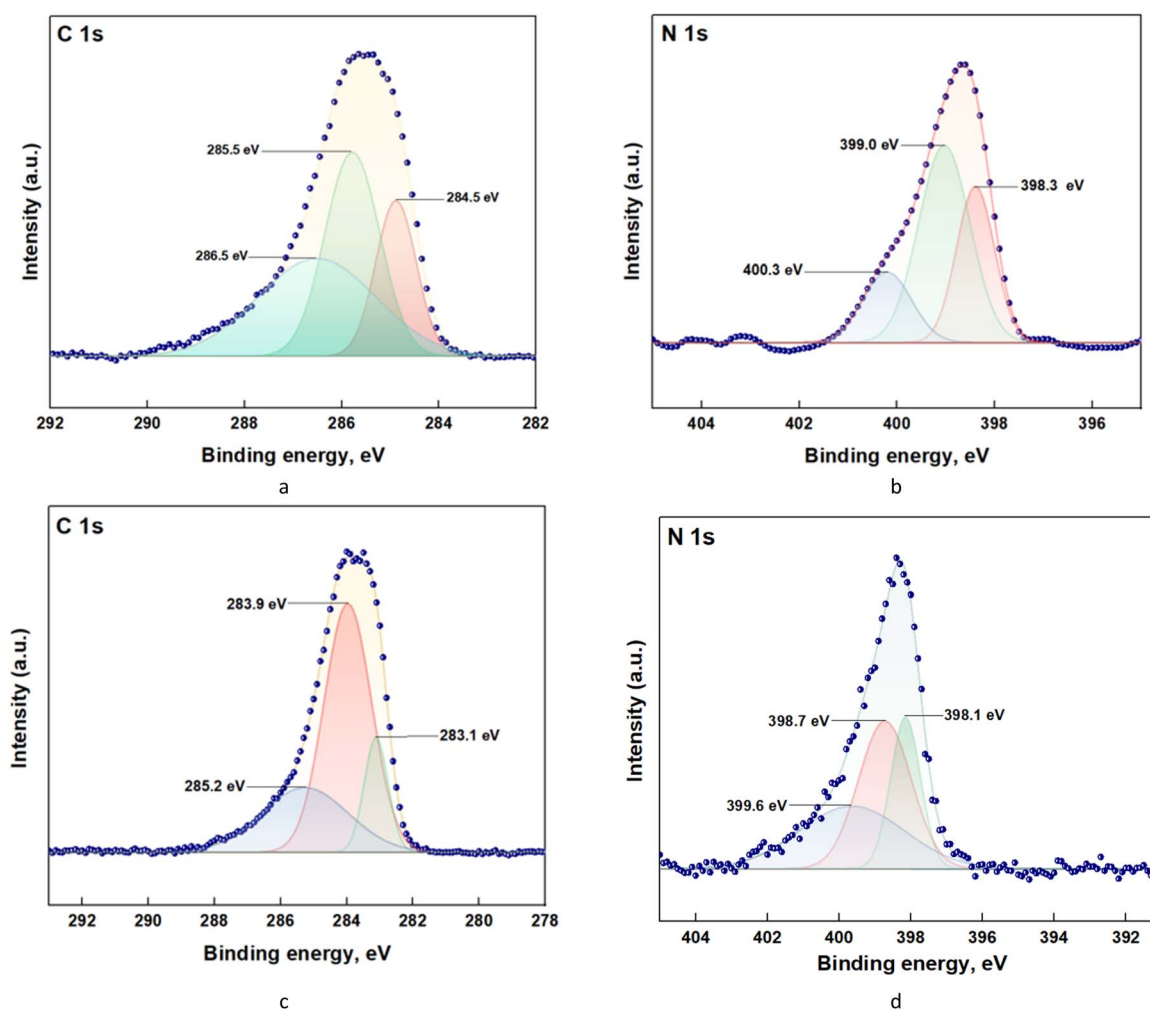 C 1s
285.5 eV
284.5 eV
286.5 eV
Intensity (a.u.)
292 290 288 286 284 282
Binding energy, eV
a
N 1s
399.0 eV
398.3 eV
400.3 eV
Intensity (a.u.)
404 402 400 398 396
Binding energy, eV
b
C 1s
283.9 eV
283.1 eV
285.2 eV
Intensity (a.u.)
292 290 288 286 284 282 280 278
Binding energy, eV
c
N 1s
398.7 eV
398.1 eV
399.6 eV
Intensity (a.u.)
404 402 400 398 396 394 392
Binding energy, eV
d